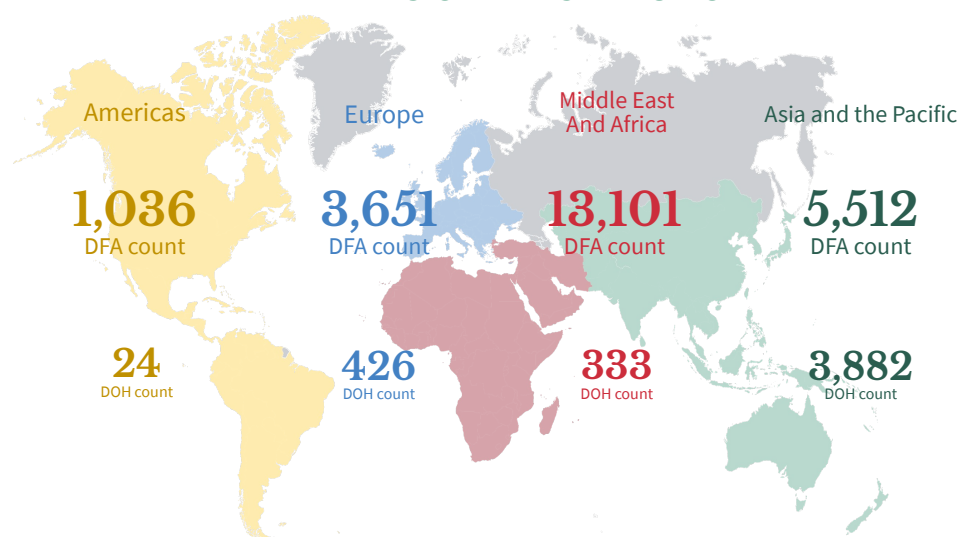 Americas
1,036
DFA count
24
DOH count
Europe
3,651
DFA count
426
DOH count
Middle East
And Africa
13,101
DFA count
333
DOH count
Asia and the Pacific
5,512
DFA count
3,882
DOH count